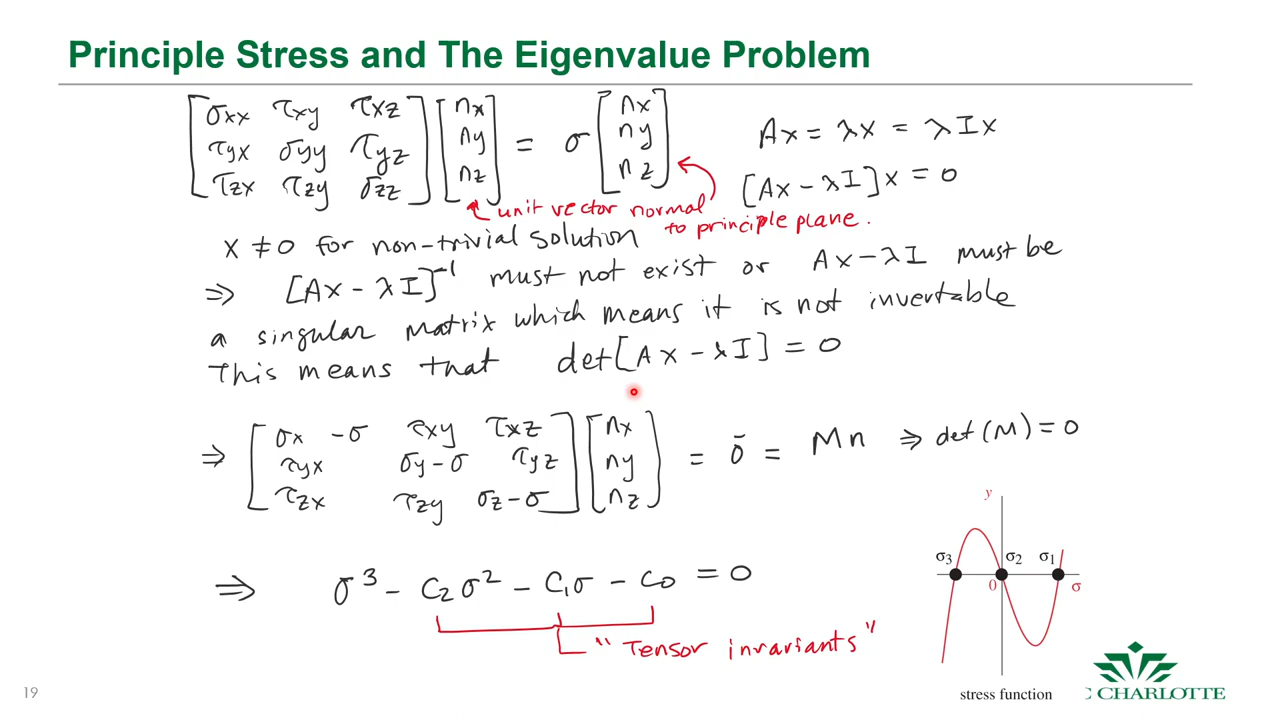 Principle Stress and The Eigenvalue Problem
[σxx τxy τxz] [nx] = σ [nx]
[τyx σyy τyz] [ny] [ny]
[τzx τzy σzz] [nz] [nz]
Ax = λx = λIx
[Ax - λI]x = 0
unit vector normal
to principle plane.
x ≠ 0 for non-trivial solution
⇒ [Ax - λI]⁻¹ must not exist or Ax - λI must be
a singular matrix which means it is not invertable
This means that det[Ax - λI] = 0
⇒ [σx - σ τxy τxz] [nx]
[τyx σy - σ τyz] [ny] = 0̄ = Mn ⇒ det(M) = 0
[τzx τzy σz - σ] [nz]
⇒ σ³ - C₂σ² - C₁σ - C₀ = 0
"Tensor invariants"
y
σ3 σ2 σ1
0 σ
stress function
C CHARLOTTE
19